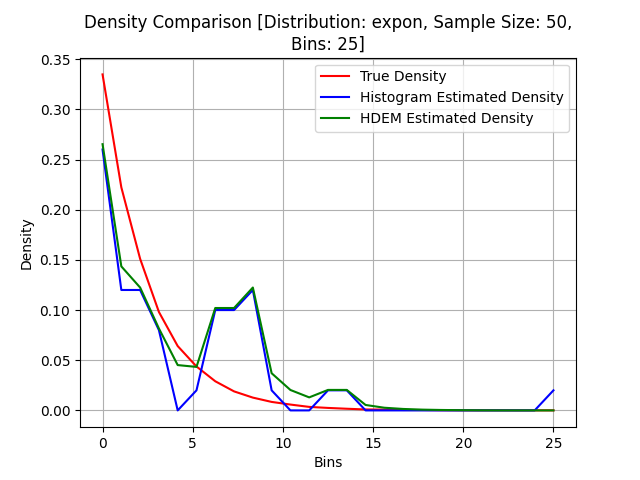 Density Comparison [Distribution: expon, Sample Size: 50,
Bins: 25]
True Density
Histogram Estimated Density
HDEM Estimated Density
Density
0.35
0.30
0.25
0.20
0.15
0.10
0.05
0.00
0 5 10 15 20 25
Bins